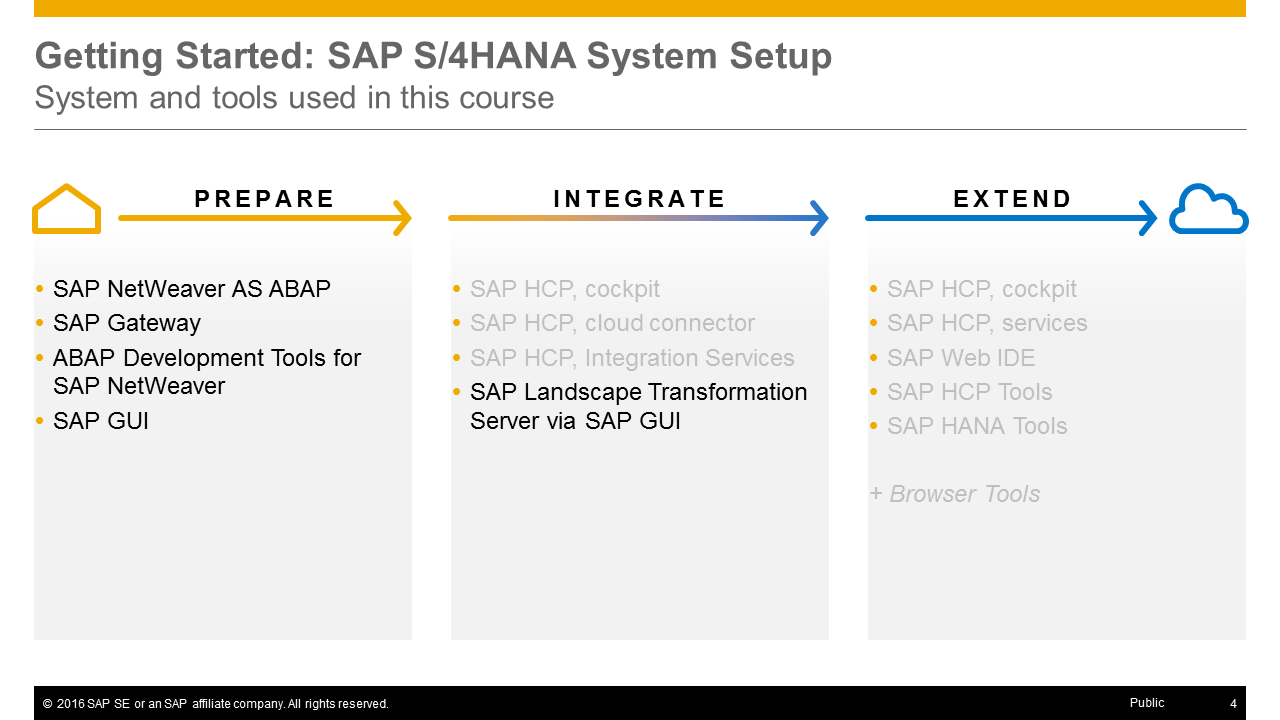 Getting Started: SAP S/4HANA System Setup
System and tools used in this course
PREPARE
• SAP NetWeaver AS ABAP
• SAP Gateway
• ABAP Development Tools for
SAP NetWeaver
• SAP GUI
INTEGRATE
• SAP HCP, cockpit
• SAP HCP, cloud connector
• SAP HCP, Integration Services
• SAP Landscape Transformation
Server via SAP GUI
EXTEND
• SAP HCP, cockpit
• SAP HCP, services
• SAP Web IDE
• SAP HCP Tools
• SAP HANA Tools
+ Browser Tools
© 2016 SAP SE or an SAP affiliate company. All rights reserved.
Public
4